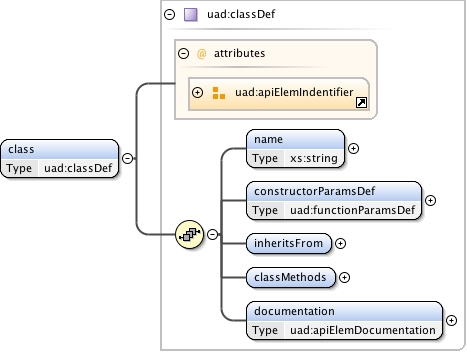 uad:classDef
@ attributes
uad:apiElemIndentifier
class
Type uad:classDef
name
Type xs:string
constructorParamsDef
Type uad:functionParamsDef
inheritsFrom
classMethods
documentation
Type uad:apiElemDocumentation